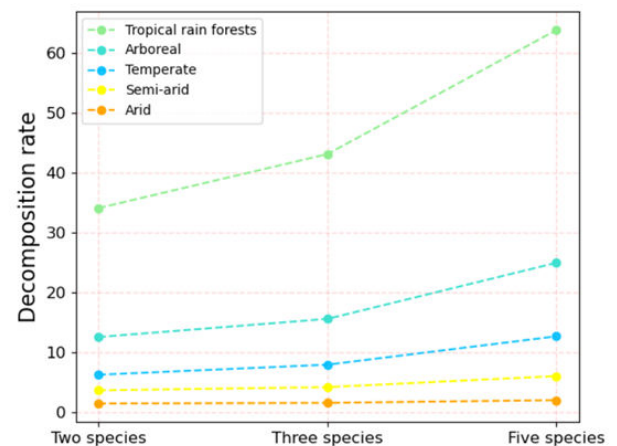 Tropical rain forests
Arboreal
Temperate
Semi-arid
Arid
Decomposition rate
60
50
40
30
20
10
0
Two species
Three species
Five species